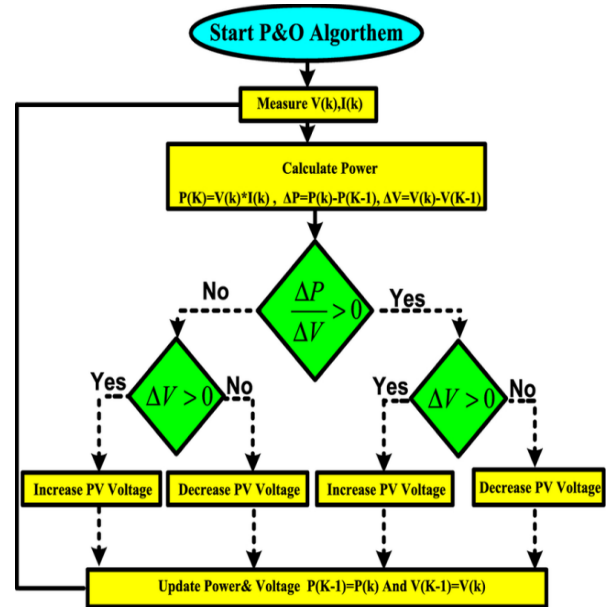 Start P&O Algorthem
Measure V(k),I(k)
Calculate Power
P(K)=V(k)*I(k) , ΔP=P(k)-P(K-1), ΔV=V(k)-V(K-1)
ΔP/ΔV>0
No
Yes
ΔV>0
Yes
No
ΔV>0
Yes
No
Increase PV Voltage
Decrease PV Voltage
Increase PV Voltage
Decrease PV Voltage
Update Power& Voltage P(K-1)=P(k) And V(K-1)=V(k)